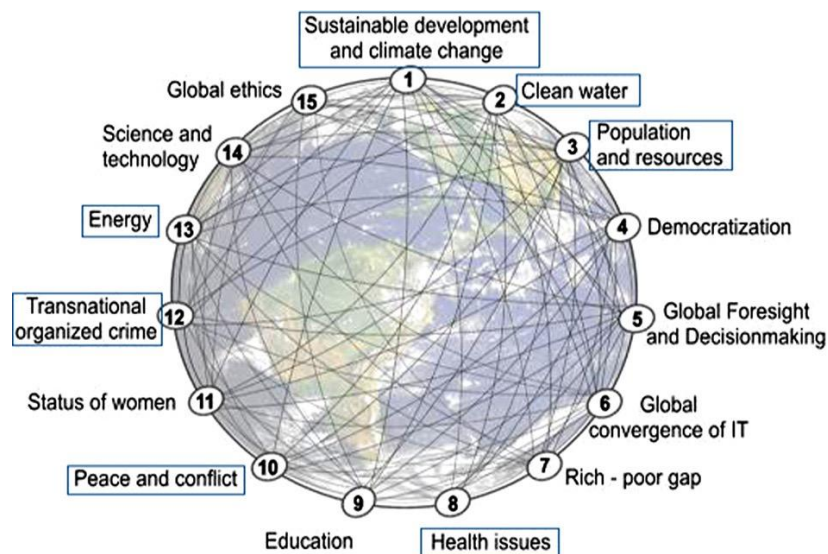 Sustainable development
and climate change
1
2
Clean water
3
Population
and resources
4
Democratization
5
Global Foresight
and Decisionmaking
6
Global
convergence of IT
7
Rich - poor gap
8
Health issues
9
Education
10
Peace and conflict
11
Status of women
12
Transnational
organized crime
13
Energy
14
Science and
technology
15
Global ethics